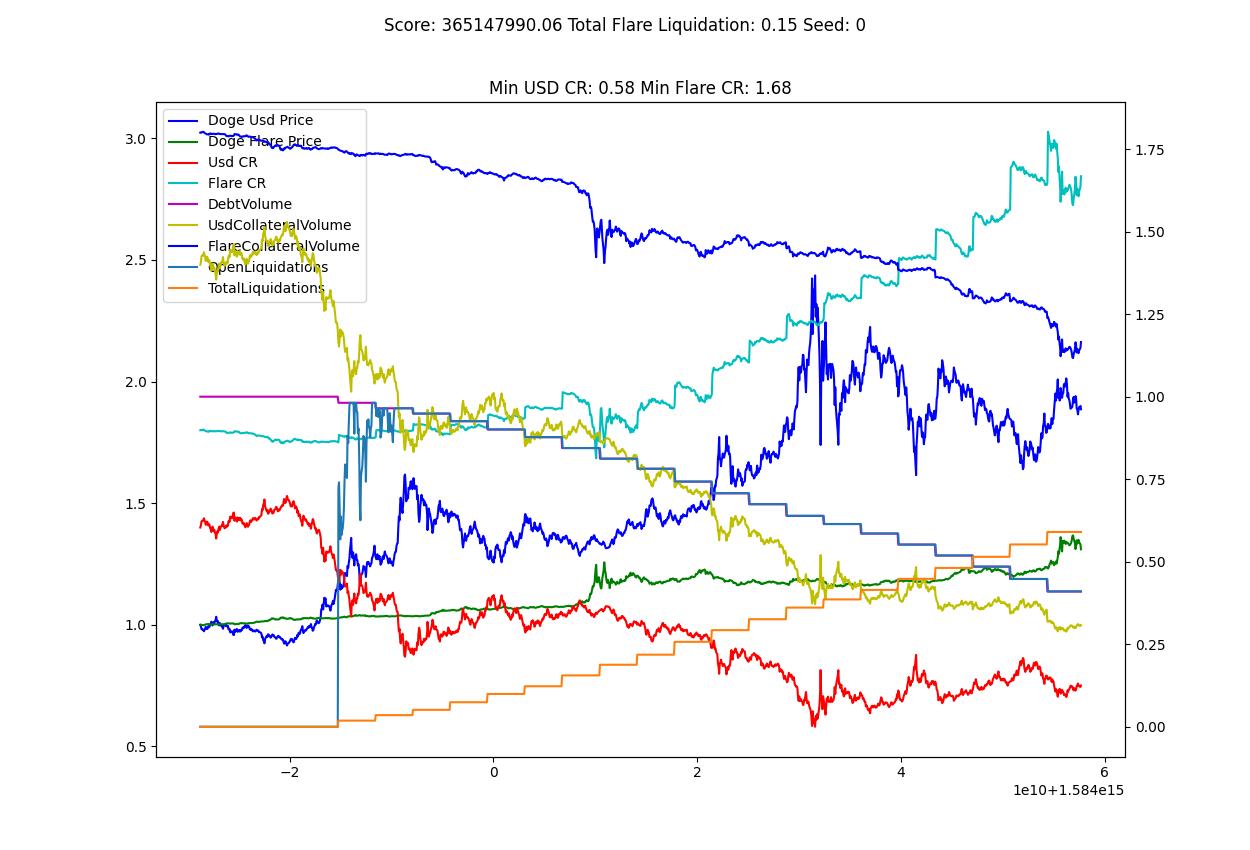 Score: 365147990.06 Total Flare Liquidation: 0.15 Seed: 0
Min USD CR: 0.58 Min Flare CR: 1.68
Doge Usd Price
Doge Flare Price
Usd CR
Flare CR
DebtVolume
UsdCollateralVolume
FlareCollateralVolume
OpenLiquidations
TotalLiquidations
3.0
2.5
2.0
1.5
1.0
0.5
1.75
1.50
1.25
1.00
0.75
0.50
0.25
0.00
−2
0
2
4
6
1e10+1.584e15